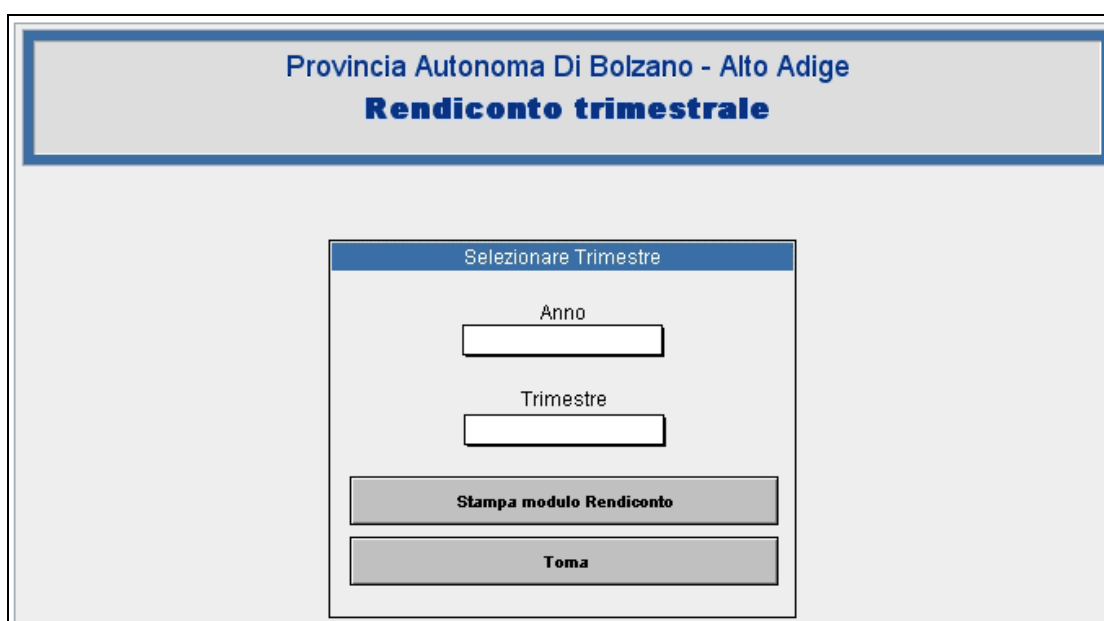 Provincia Autonoma Di Bolzano - Alto Adige
Rendiconto trimestrale
Selezionare Trimestre
Anno
Trimestre
Stampa modulo Rendiconto
Torna